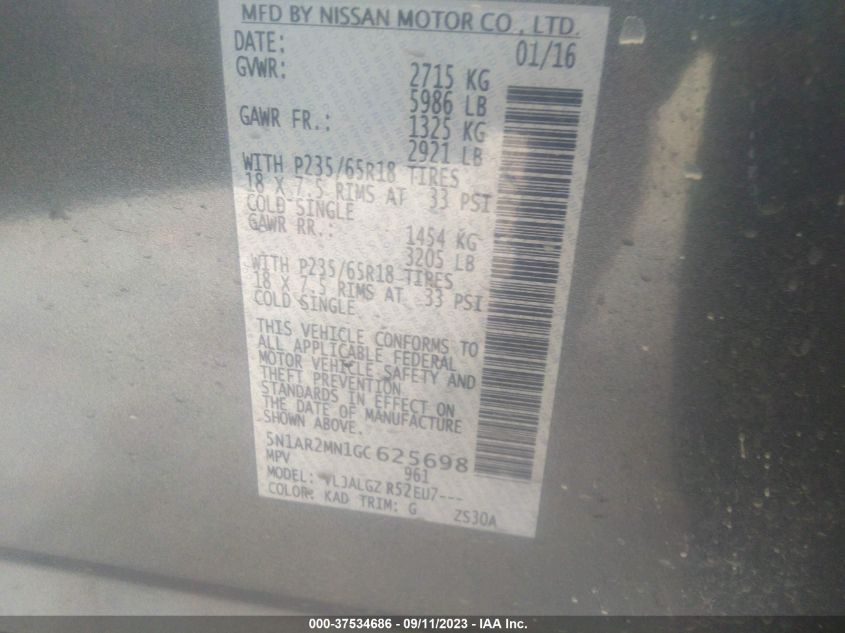 MFD BY NISSAN MOTOR CO., LTD.
DATE: 01/16
GVWR: 2715 KG
5986 LB
GAWR FR.: 1325 KG
2921 LB
WITH P235/65R18 TIRES
18 X 7.5 RIMS AT 33 PSI
COLD SINGLE
GAWR RR.: 1454 KG
3205 LB
WITH P235/65R18 TIRES
18 X 7.5 RIMS AT 33 PSI
COLD SINGLE
THIS VEHICLE CONFORMS TO
ALL APPLICABLE FEDERAL
MOTOR VEHICLE SAFETY AND
THEFT PREVENTION
STANDARDS IN EFFECT ON
THE DATE OF MANUFACTURE
SHOWN ABOVE.
5N1AR2MN1GC 625698
MPV 961
MODEL: VLJALGZ R52EU7---
COLOR: KAD TRIM: G ZS30A
000-37534686 - 09/11/2023 - IAA Inc.